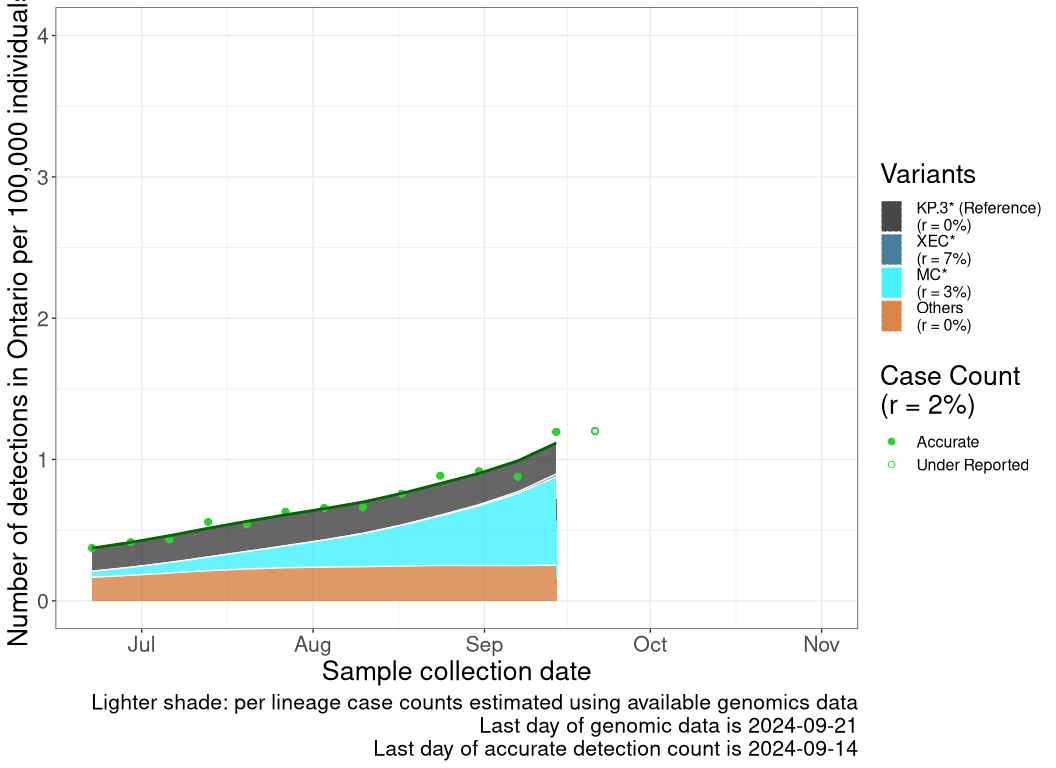 Number of detections in Ontario per 100,000 individuals
4
3
2
1
0
Jul
Aug
Sep
Oct
Nov
Sample collection date
Lighter shade: per lineage case counts estimated using available genomics data
Last day of genomic data is 2024-09-21
Last day of accurate detection count is 2024-09-14
Variants
KP.3* (Reference)
(r = 0%)
XEC*
(r = 7%)
MC*
(r = 3%)
Others
(r = 0%)
Case Count
(r = 2%)
Accurate
Under Reported